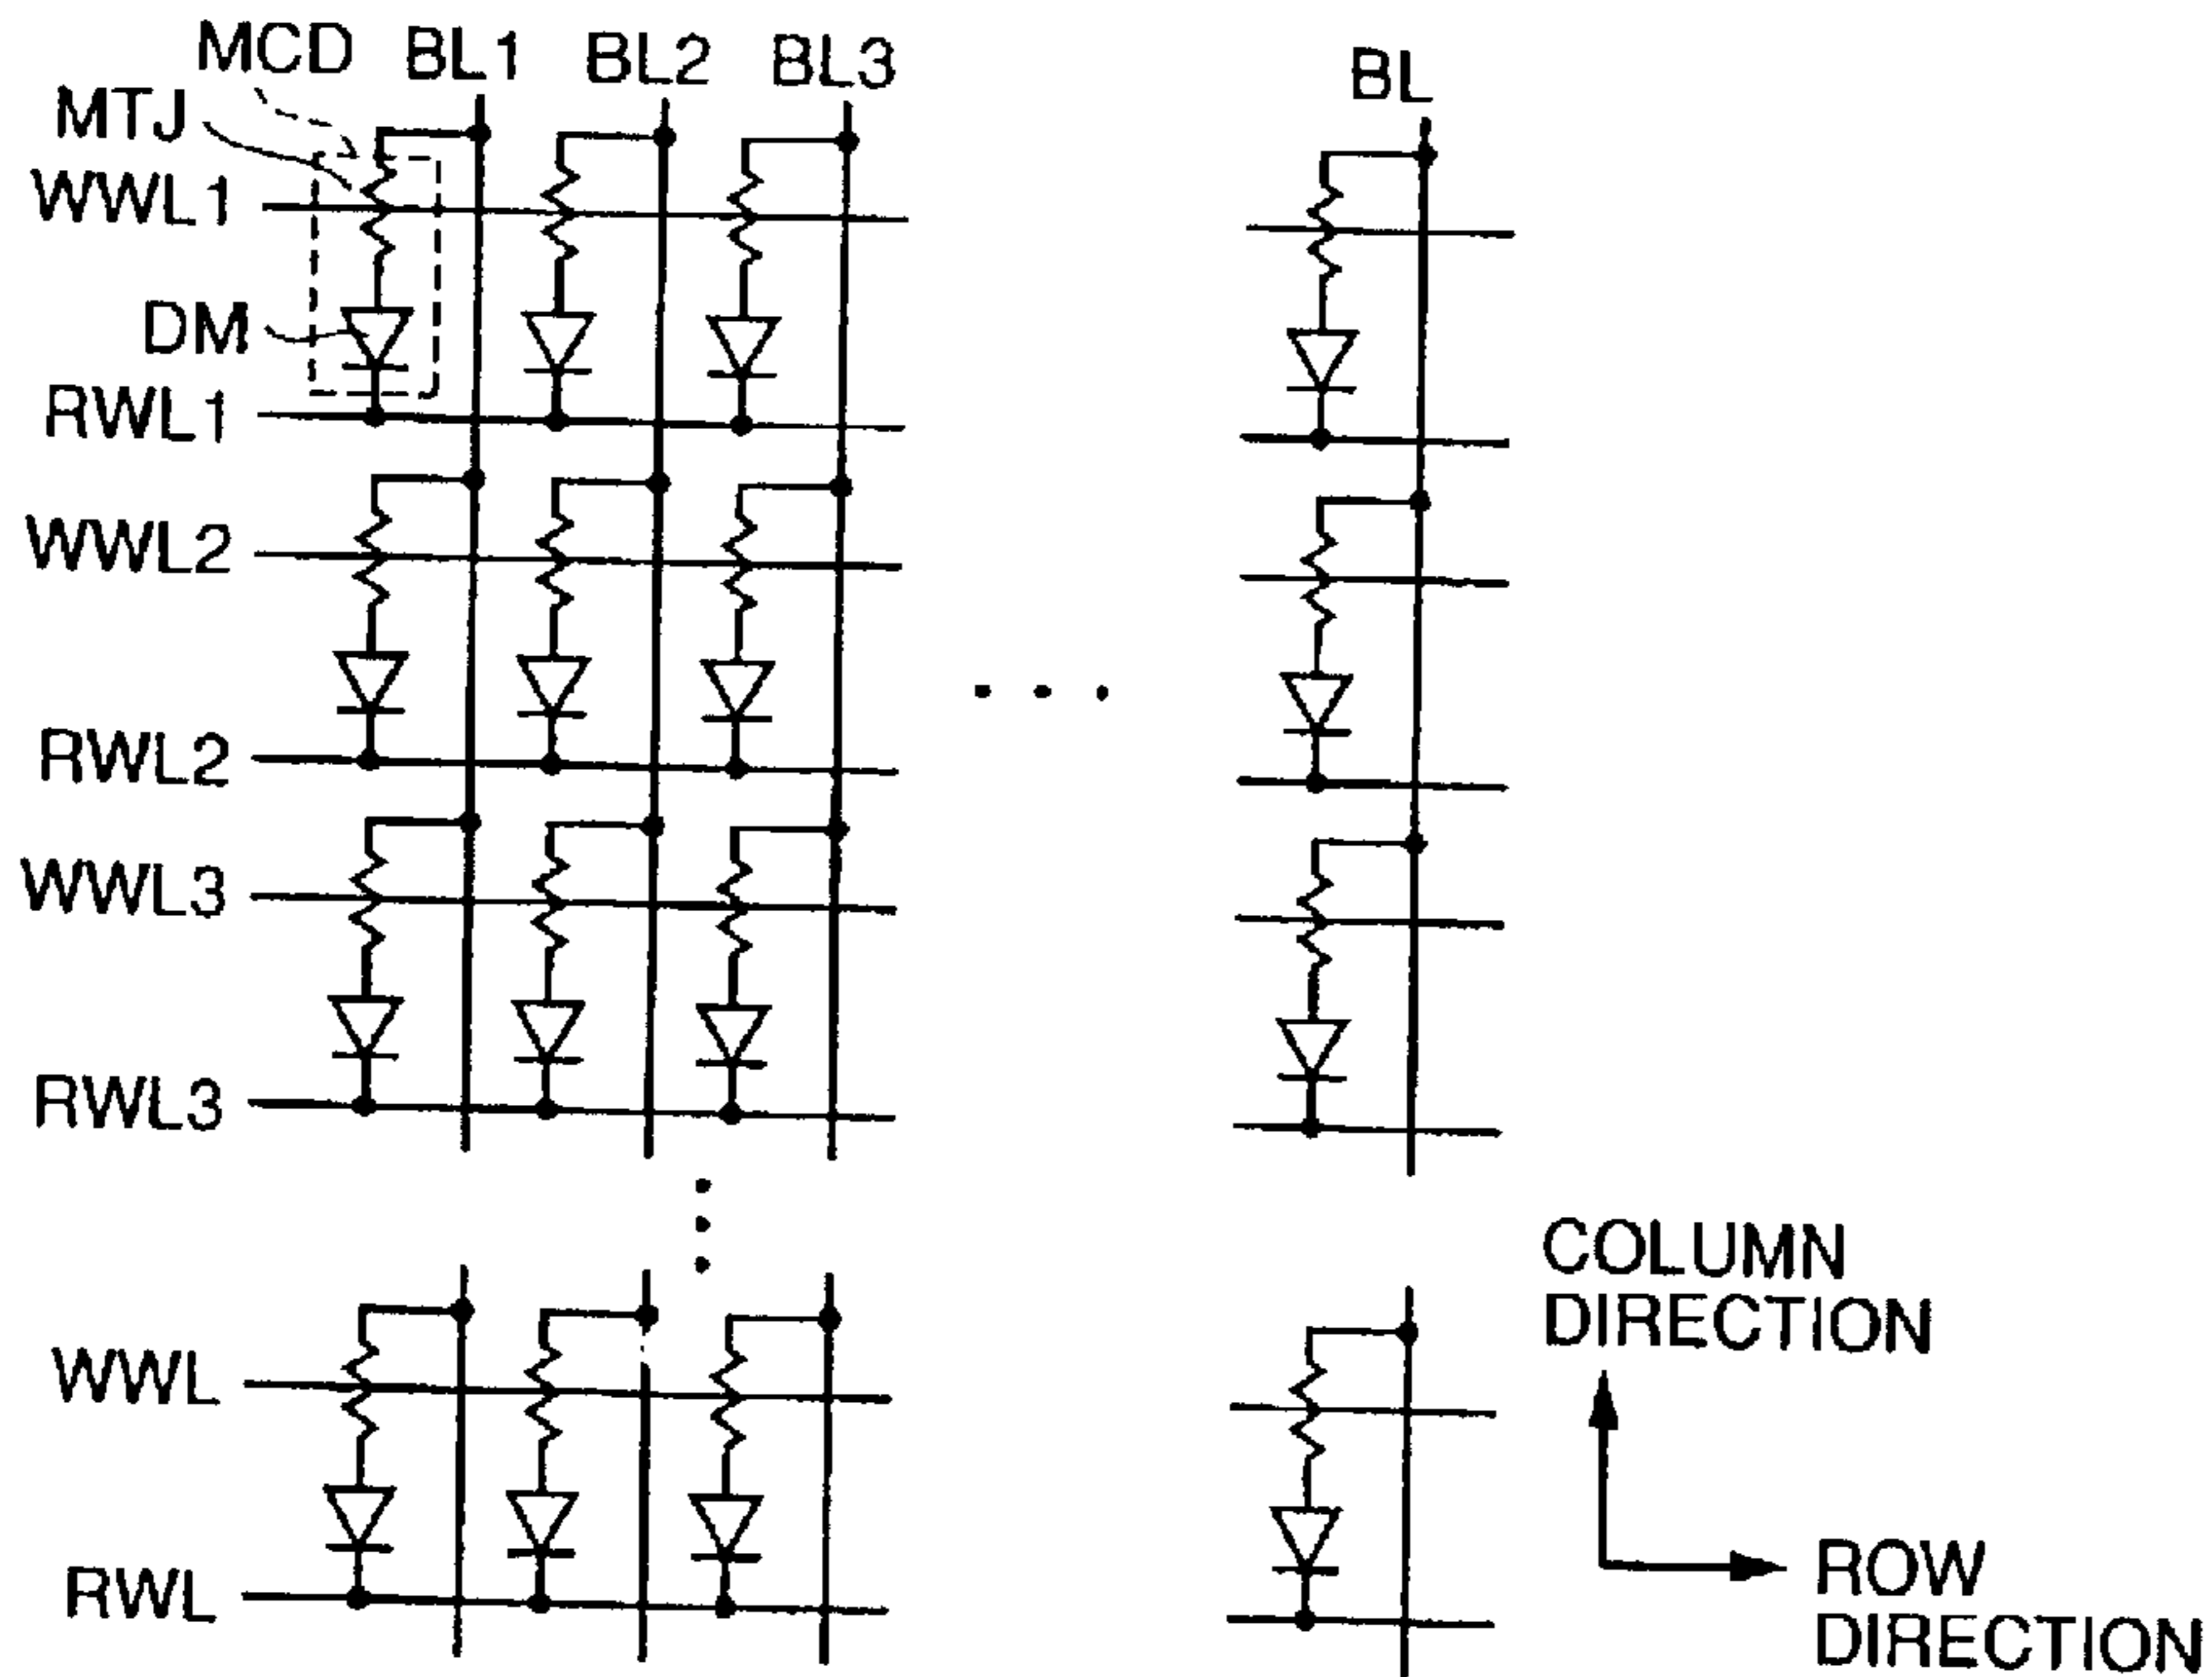 MCD
BL1
BL2
BL3
BL
MTJ
WWL1
DM
RWL1
WWL2
RWL2
WWL3
RWL3
COLUMN
DIRECTION
WWL
RWL
ROW
DIRECTION